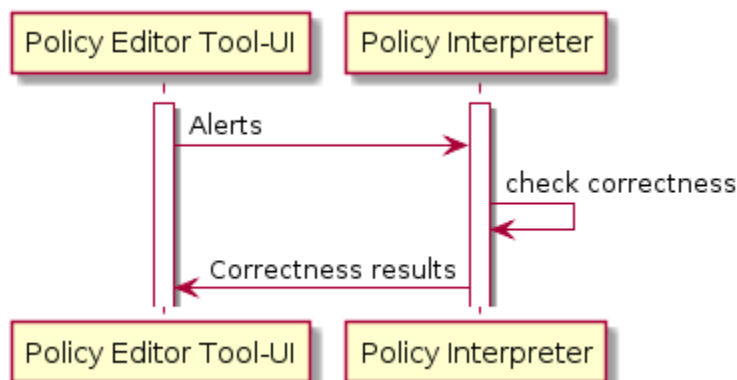 Policy Editor Tool-UI
Policy Interpreter
Alerts
check correctness
Correctness results
Policy Editor Tool-UI
Policy Interpreter